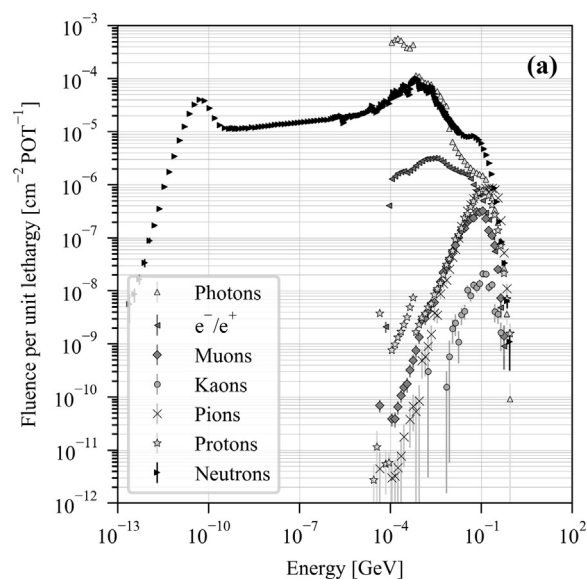 (a)
Fluence per unit lethargy [cm⁻² POT⁻¹]
10⁻³
10⁻⁴
10⁻⁵
10⁻⁶
10⁻⁷
10⁻⁸
10⁻⁹
10⁻¹⁰
10⁻¹¹
10⁻¹²
Photons
e⁻/e⁺
Muons
Kaons
Pions
Protons
Neutrons
10⁻¹³ 10⁻¹⁰ 10⁻⁷ 10⁻⁴ 10⁻¹ 10²
Energy [GeV]